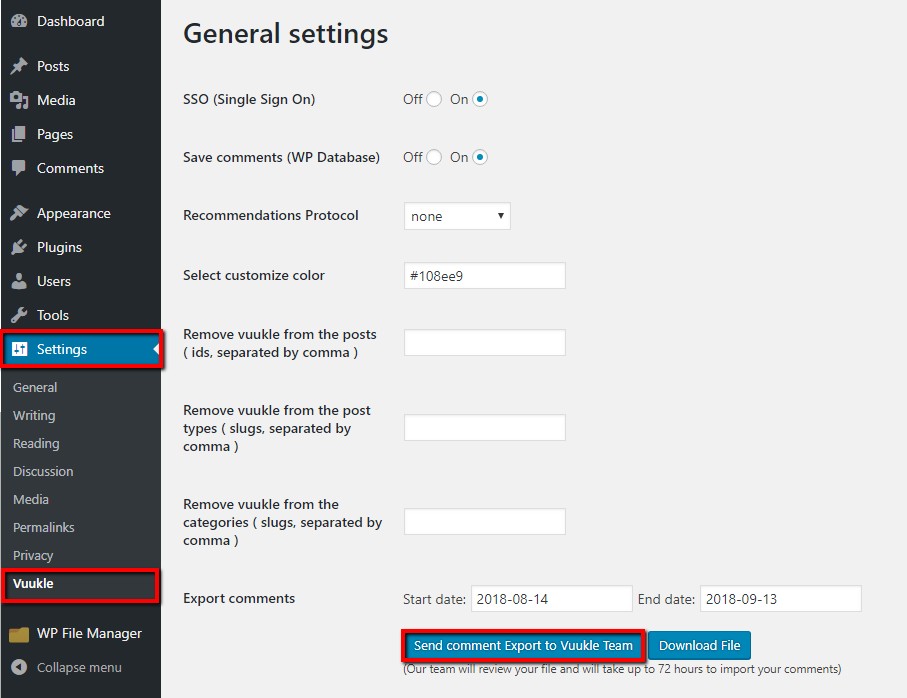 Dashboard
Posts
Media
Pages
Comments
Appearance
Plugins
Users
Tools
Settings
General
Writing
Reading
Discussion
Media
Permalinks
Privacy
Vuukle
WP File Manager
Collapse menu
General settings
SSO (Single Sign On) Off On
Save comments (WP Database) Off On
Recommendations Protocol none
Select customize color #108ee9
Remove vuukle from the posts
( ids, separated by comma )
Remove vuukle from the post
types ( slugs, separated by
comma )
Remove vuukle from the
categories ( slugs, separated by
comma )
Export comments Start date: 2018-08-14 End date: 2018-09-13
Send comment Export to Vuukle Team Download File
(Our team will review your file and will take up to 72 hours to import your comments)